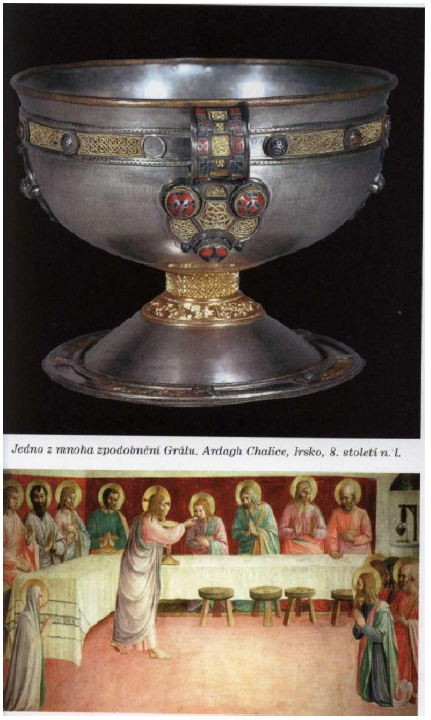 Jedno z mnoha zpodobnění Grálu. Ardagh Chalice, Irsko, 8. století n. l.